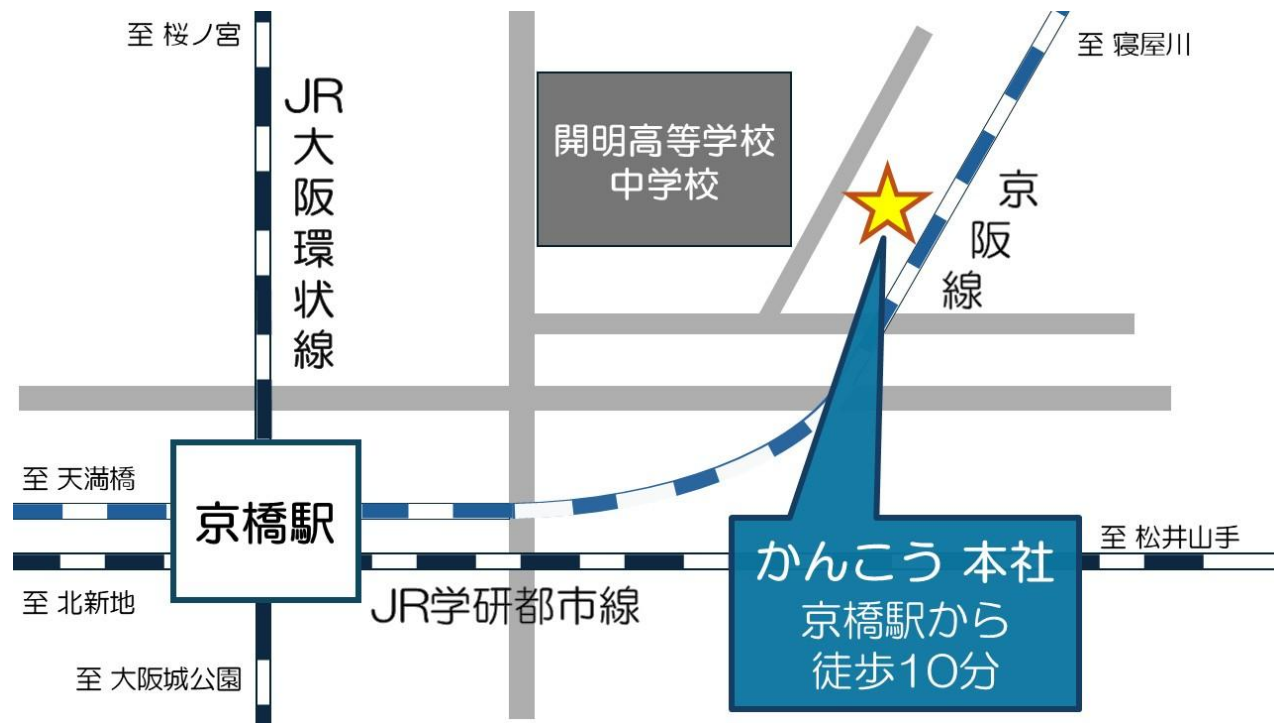 至 桜ノ宮
至 寝屋川
JR大阪環状線
開明高等学校
中学校
京阪線
至 天満橋
京橋駅
至 松井山手
かんこう 本社
京橋駅から
徒歩10分
至 北新地
JR学研都市線
至 大阪城公園